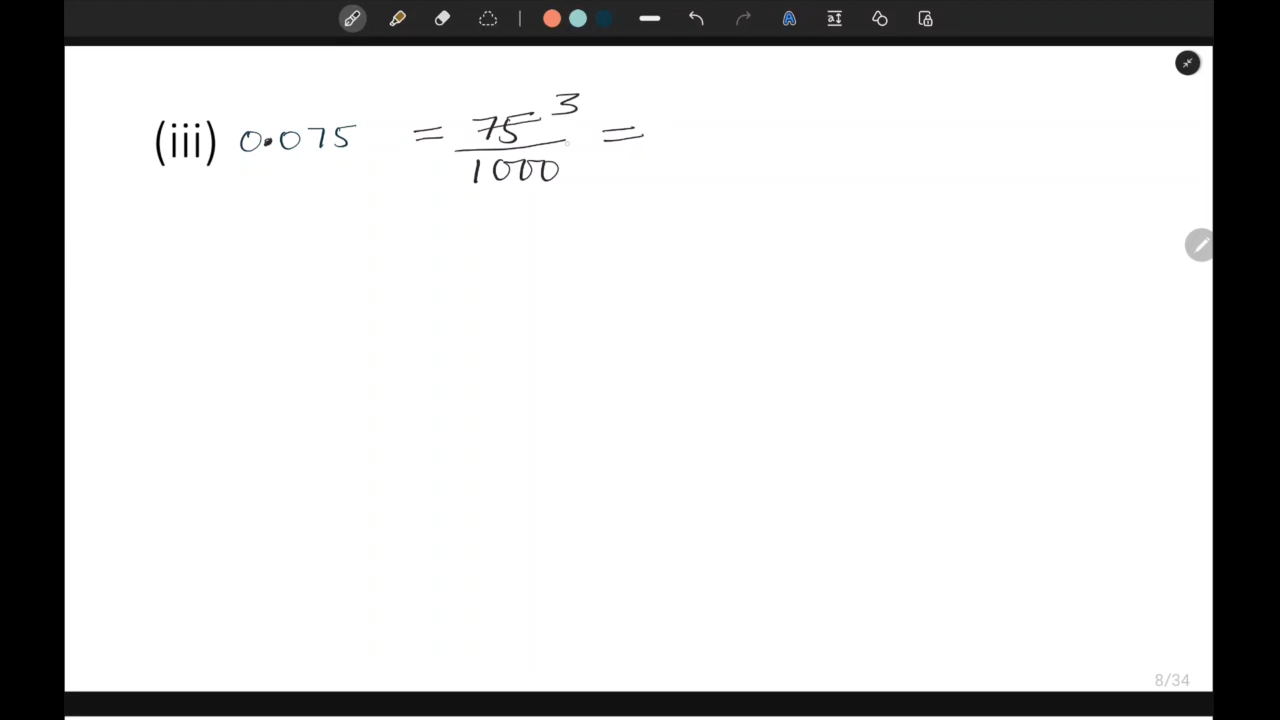 (iii) 0.075 = 75 3 / 1000 =
8/34